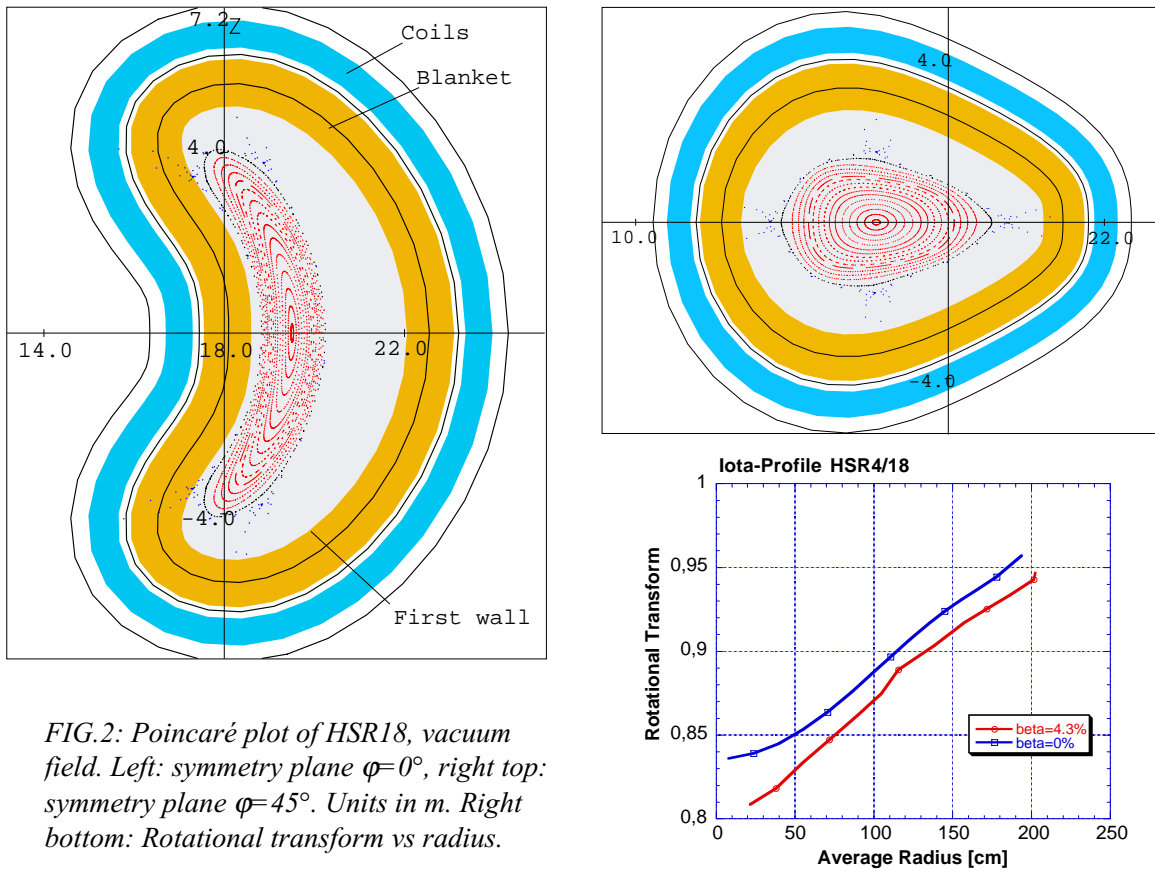 7.2
Z
Coils
Blanket
4.0
14.0
18.0
22.0
-4.0
First wall
4.0
10.0
22.0
-4.0
Iota-Profile HSR4/18
Rotational Transform
1
0,95
0,9
0,85
0,8
beta=4.3%
beta=0%
0
50
100
150
200
250
Average Radius [cm]
FIG.2: Poincaré plot of HSR18, vacuum
field. Left: symmetry plane φ=0°, right top:
symmetry plane φ=45°. Units in m. Right
bottom: Rotational transform vs radius.